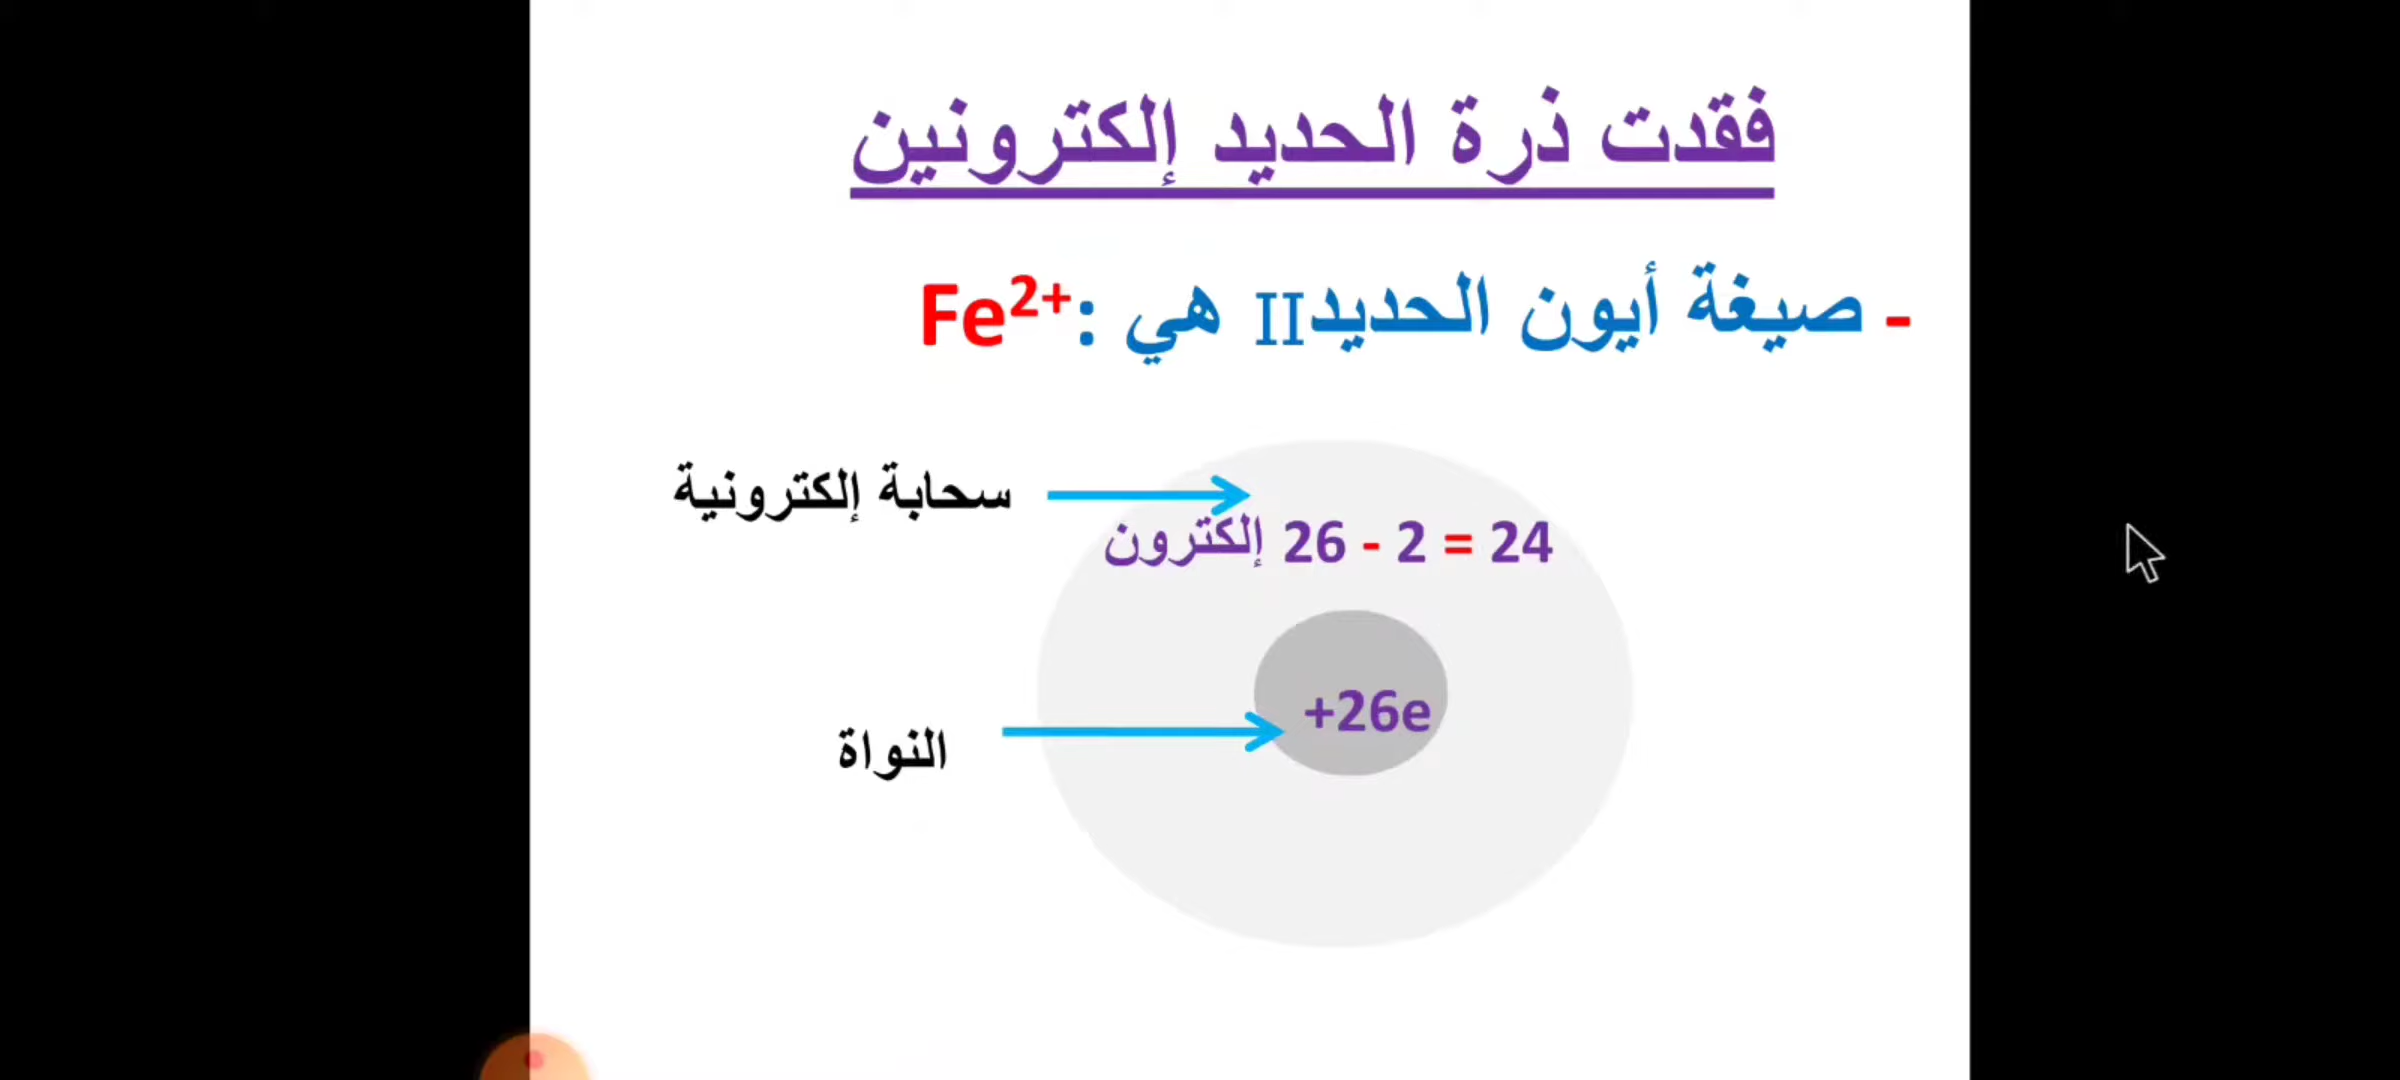 فقدت ذرة الحديد إلكترونين
- صيغة أيون الحديدII هي : Fe²⁺
سحابة إلكترونية
26 - 2 = 24 إلكترون
+26e
النواة